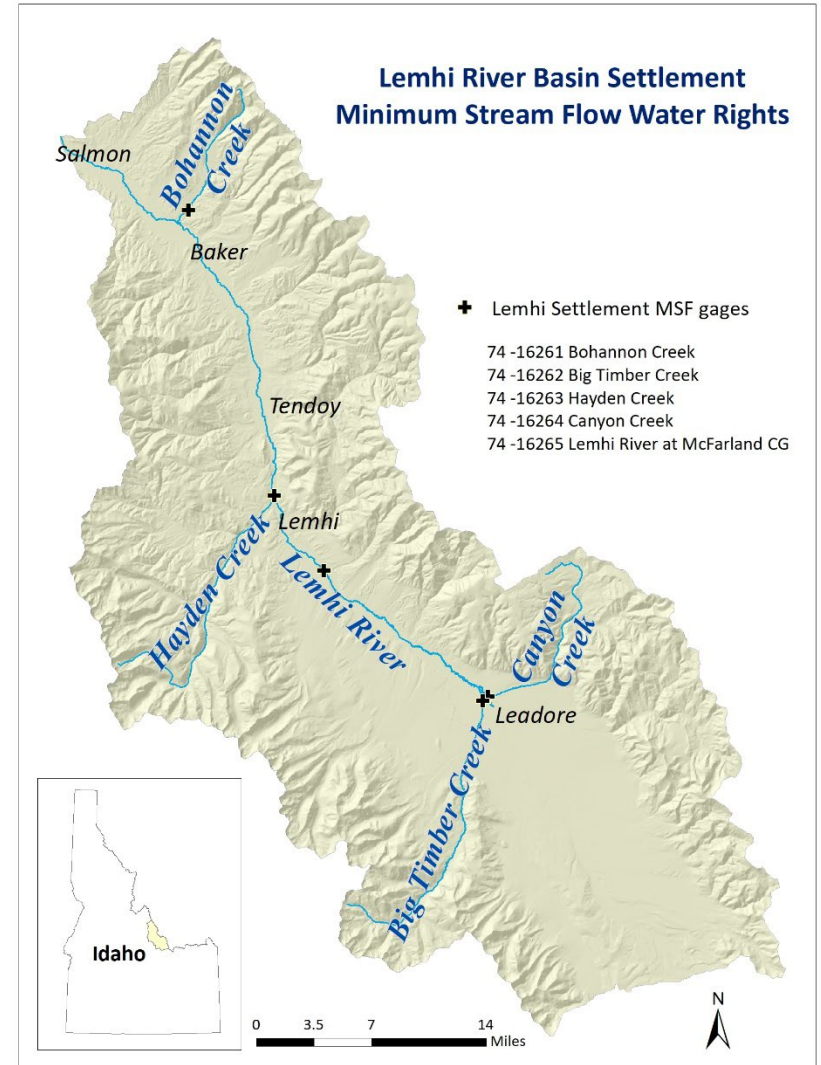 Lemhi River Basin Settlement
Minimum Stream Flow Water Rights
Bohannon
Creek
Salmon
Baker
Lemhi Settlement MSF gages
74 -16261 Bohannon Creek
74 -16262 Big Timber Creek
74 -16263 Hayden Creek
74 -16264 Canyon Creek
74 -16265 Lemhi River at McFarland CG
Tendoy
Lemhi
Hayden Creek
Lemhi River
Canyon
Creek
Leadore
Big Timber Creek
Idaho
0 3.5 7 14
Miles
N